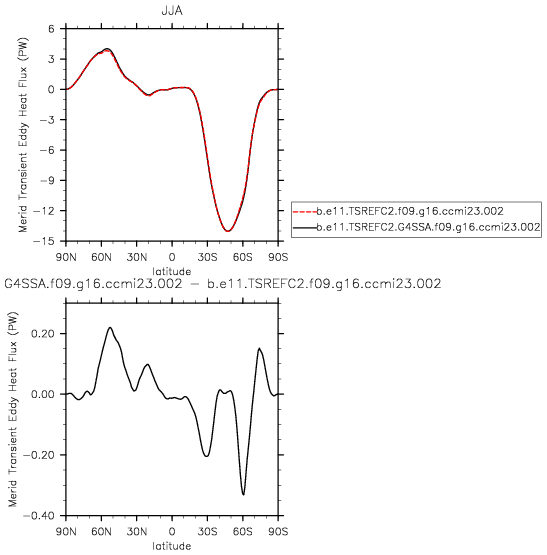 JJA
Merid Transient Eddy Heat Flux (PW)
6
3
0
−3
−6
−9
−12
−15
90N 60N 30N 0 30S 60S 90S
latitude
b.e11.TSREFC2.f09.g16.ccmi23.002
b.e11.TSREFC2.G4SSA.f09.g16.ccmi23.002
G4SSA.f09.g16.ccmi23.002 − b.e11.TSREFC2.f09.g16.ccmi23.002
Merid Transient Eddy Heat Flux (PW)
0.20
0.00
−0.20
−0.40
90N 60N 30N 0 30S 60S 90S
latitude